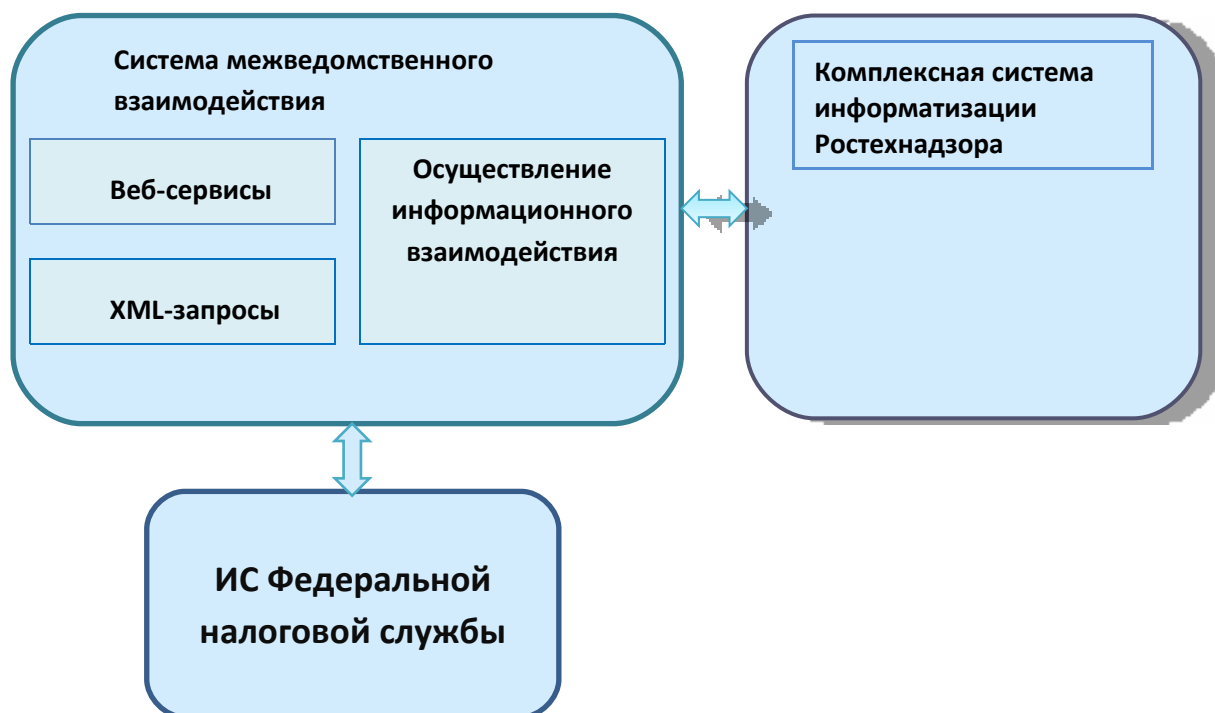 Система межведомственного
взаимодействия
Веб-сервисы
XML-запросы
Осуществление
информационного
взаимодействия
Комплексная система
информатизации
Ростехнадзора
ИС Федеральной
налоговой службы